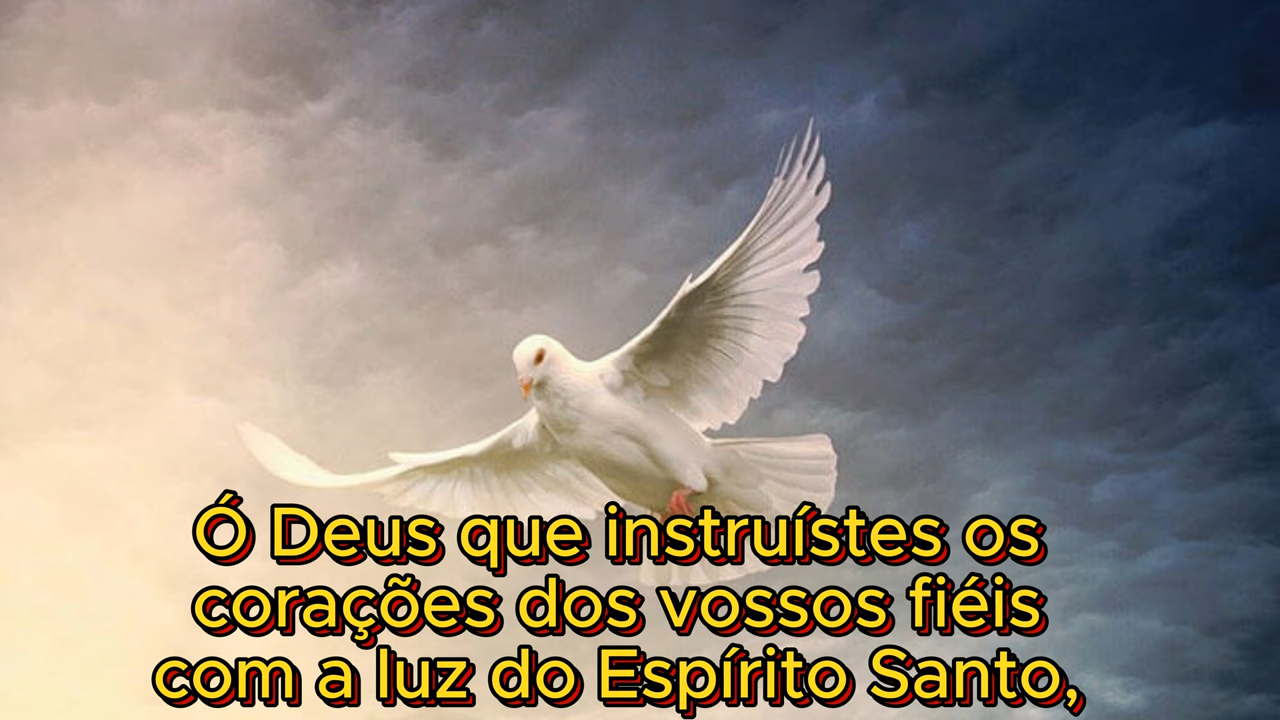 Ó Deus que instruístes os
corações dos vossos fiéis
com a luz do Espírito Santo,